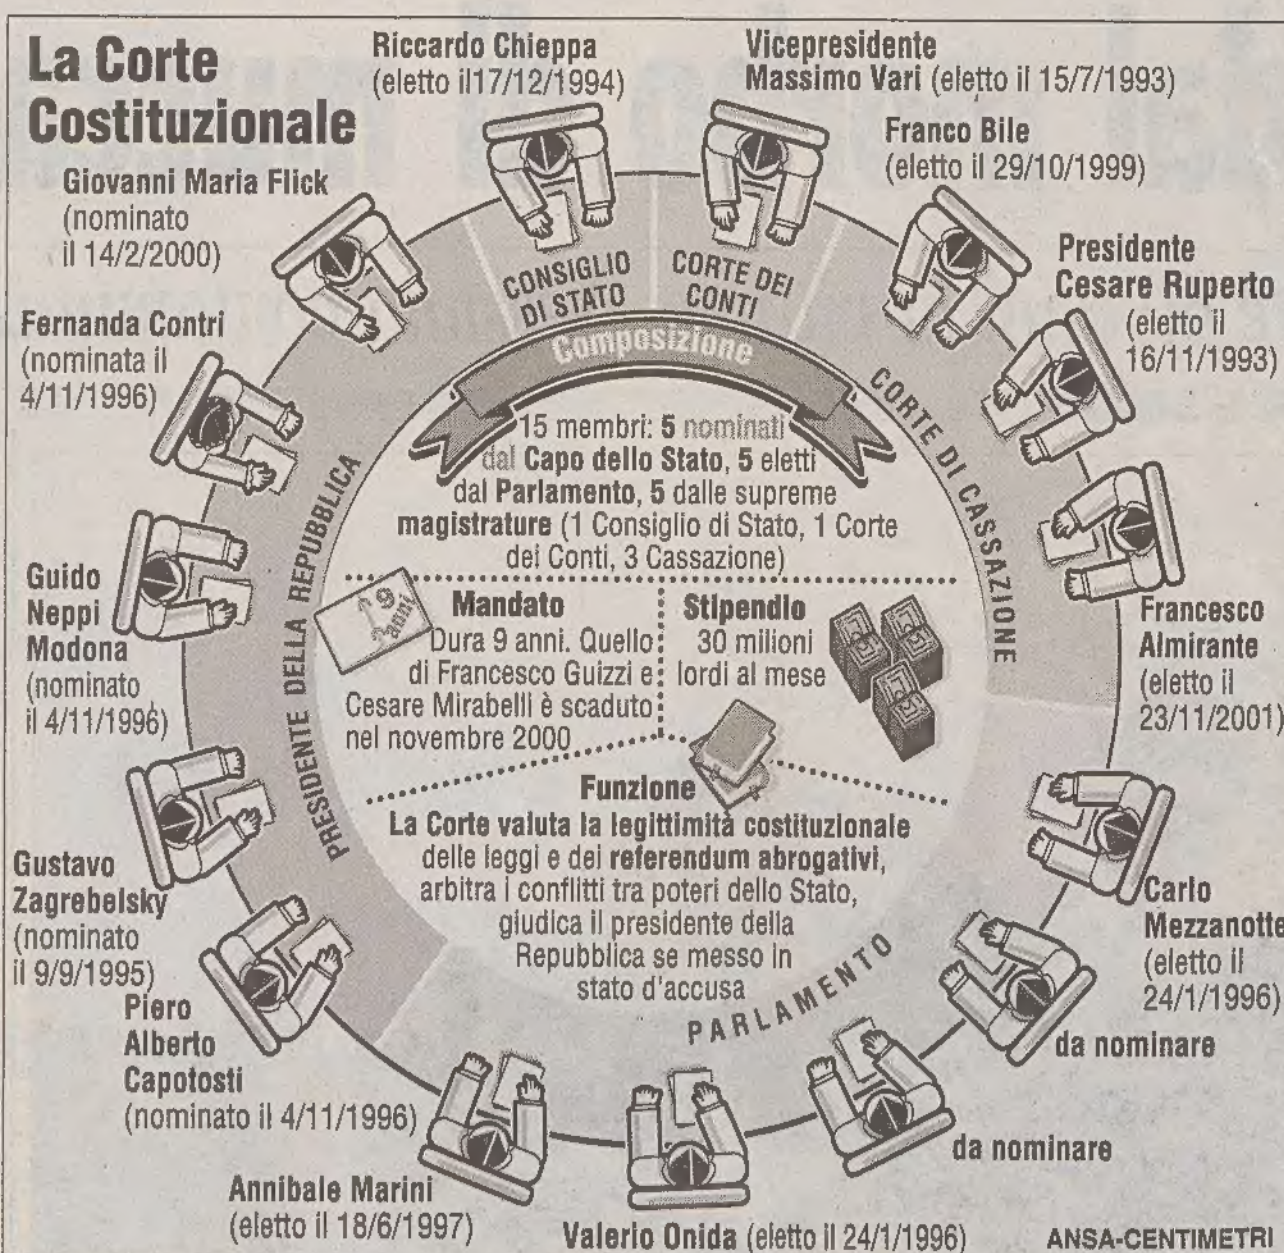 La Corte
Costituzionale
Riccardo Chieppa
(eletto il17/12/1994)
Vicepresidente
Massimo Vari (eletto il 15/7/1993)
Franco Bile
(eletto il 29/10/1999)
Presidente
Cesare Ruperto
(eletto il
16/11/1993)
Francesco
Almirante
(eletto il
23/11/2001)
Carlo
Mezzanotte
(eletto il
24/1/1996)
da nominare
da nominare
Valerio Onida (eletto il 24/1/1996)
Annibale Marini
(eletto il 18/6/1997)
Piero
Alberto
Capotosti
(nominato il 4/11/1996)
Gustavo
Zagrebelsky
(nominato
il 9/9/1995)
Guido
Neppi
Modona
(nominato
il 4/11/1996)
Fernanda Contri
(nominata il
4/11/1996)
Giovanni Maria Flick
(nominato
il 14/2/2000)
CONSIGLIO
DI STATO
CORTE DEI
CONTI
CORTE DI CASSAZIONE
PARLAMENTO
PRESIDENTE DELLA REPUBBLICA
Composizione
15 membri: 5 nominati
dal Capo dello Stato, 5 eletti
dal Parlamento, 5 dalle supreme
magistrature (1 Consiglio di Stato, 1 Corte
dei Conti, 3 Cassazione)
9
anni
Mandato
Dura 9 anni. Quello
di Francesco Guizzi e
Cesare Mirabelli è scaduto
nel novembre 2000
Stipendio
30 milioni
lordi al mese
Funzione
La Corte valuta la legittimità costituzionale
delle leggi e dei referendum abrogativi,
arbitra i conflitti tra poteri dello Stato,
giudica il presidente della
Repubblica se messo in
stato d'accusa
ANSA-CENTIMETRI